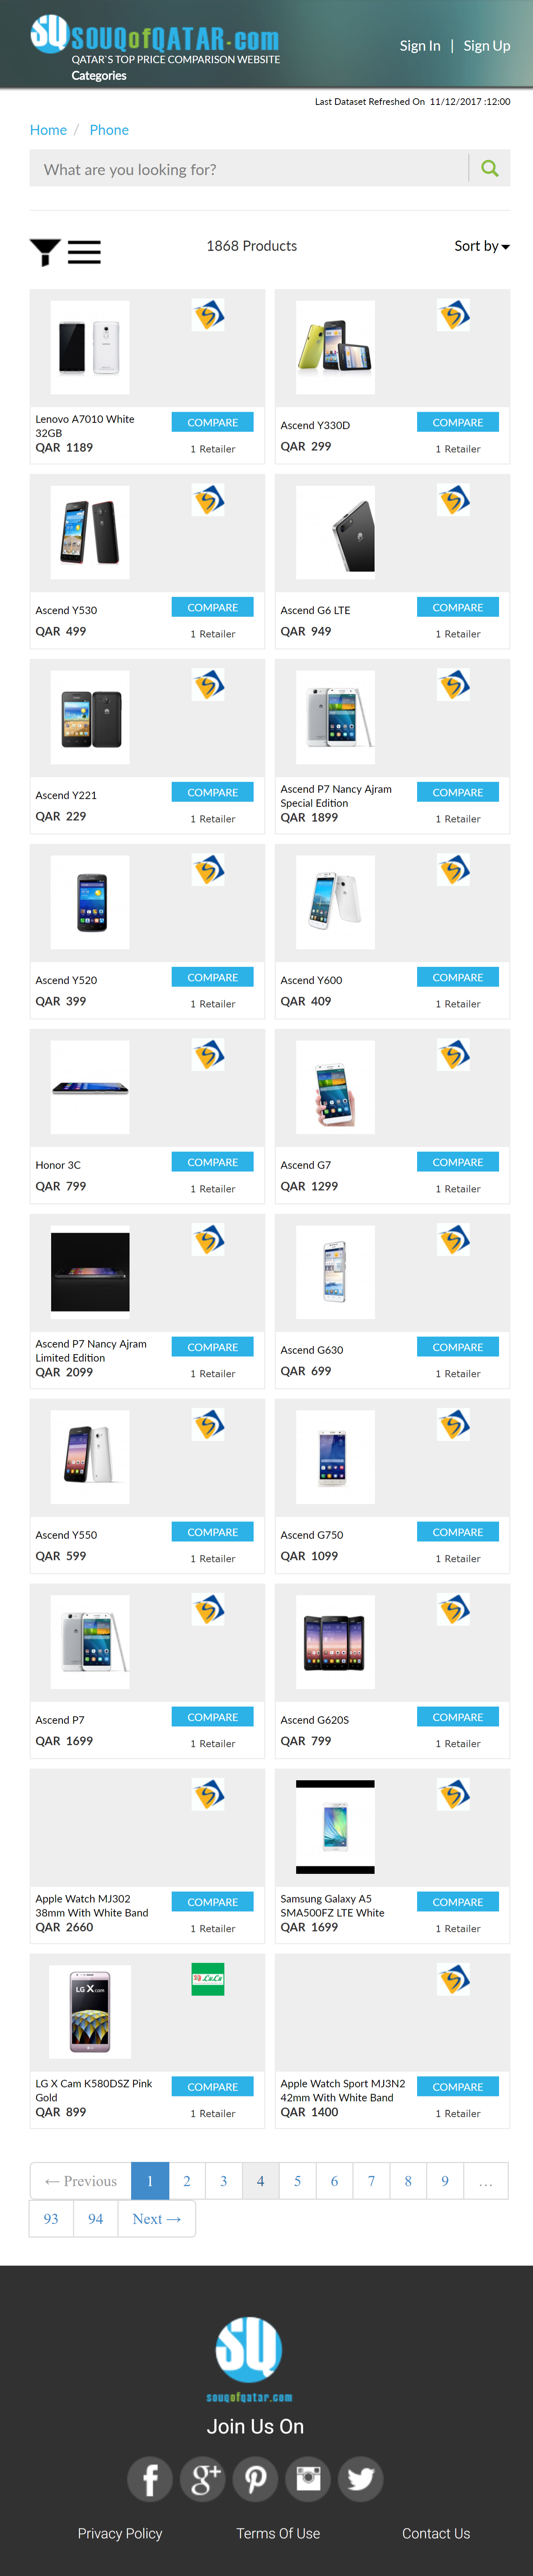 SQ SOUQofQATAR.com
QATAR`S TOP PRICE COMPARISON WEBSITE
Categories
Sign In | Sign Up
Last Dataset Refreshed On 11/12/2017 :12:00
Home / Phone
What are you looking for?
1868 Products
Sort by
Lenovo A7010 White
32GB
QAR 1189
COMPARE
1 Retailer
Ascend Y330D
QAR 299
COMPARE
1 Retailer
Ascend Y530
QAR 499
COMPARE
1 Retailer
Ascend G6 LTE
QAR 949
COMPARE
1 Retailer
Ascend Y221
QAR 229
COMPARE
1 Retailer
Ascend P7 Nancy Ajram
Special Edition
QAR 1899
COMPARE
1 Retailer
Ascend Y520
QAR 399
COMPARE
1 Retailer
Ascend Y600
QAR 409
COMPARE
1 Retailer
Honor 3C
QAR 799
COMPARE
1 Retailer
Ascend G7
QAR 1299
COMPARE
1 Retailer
Ascend P7 Nancy Ajram
Limited Edition
QAR 2099
COMPARE
1 Retailer
Ascend G630
QAR 699
COMPARE
1 Retailer
Ascend Y550
QAR 599
COMPARE
1 Retailer
Ascend G750
QAR 1099
COMPARE
1 Retailer
Ascend P7
QAR 1699
COMPARE
1 Retailer
Ascend G620S
QAR 799
COMPARE
1 Retailer
Apple Watch MJ302
38mm With White Band
QAR 2660
COMPARE
1 Retailer
Samsung Galaxy A5
SMA500FZ LTE White
QAR 1699
COMPARE
1 Retailer
LG X cam
LuLu
LG X Cam K580DSZ Pink
Gold
QAR 899
COMPARE
1 Retailer
Apple Watch Sport MJ3N2
42mm With White Band
QAR 1400
COMPARE
1 Retailer
← Previous 1 2 3 4 5 6 7 8 9 …
93 94 Next →
SQ
souqofqatar.com
Join Us On
Privacy Policy Terms Of Use Contact Us